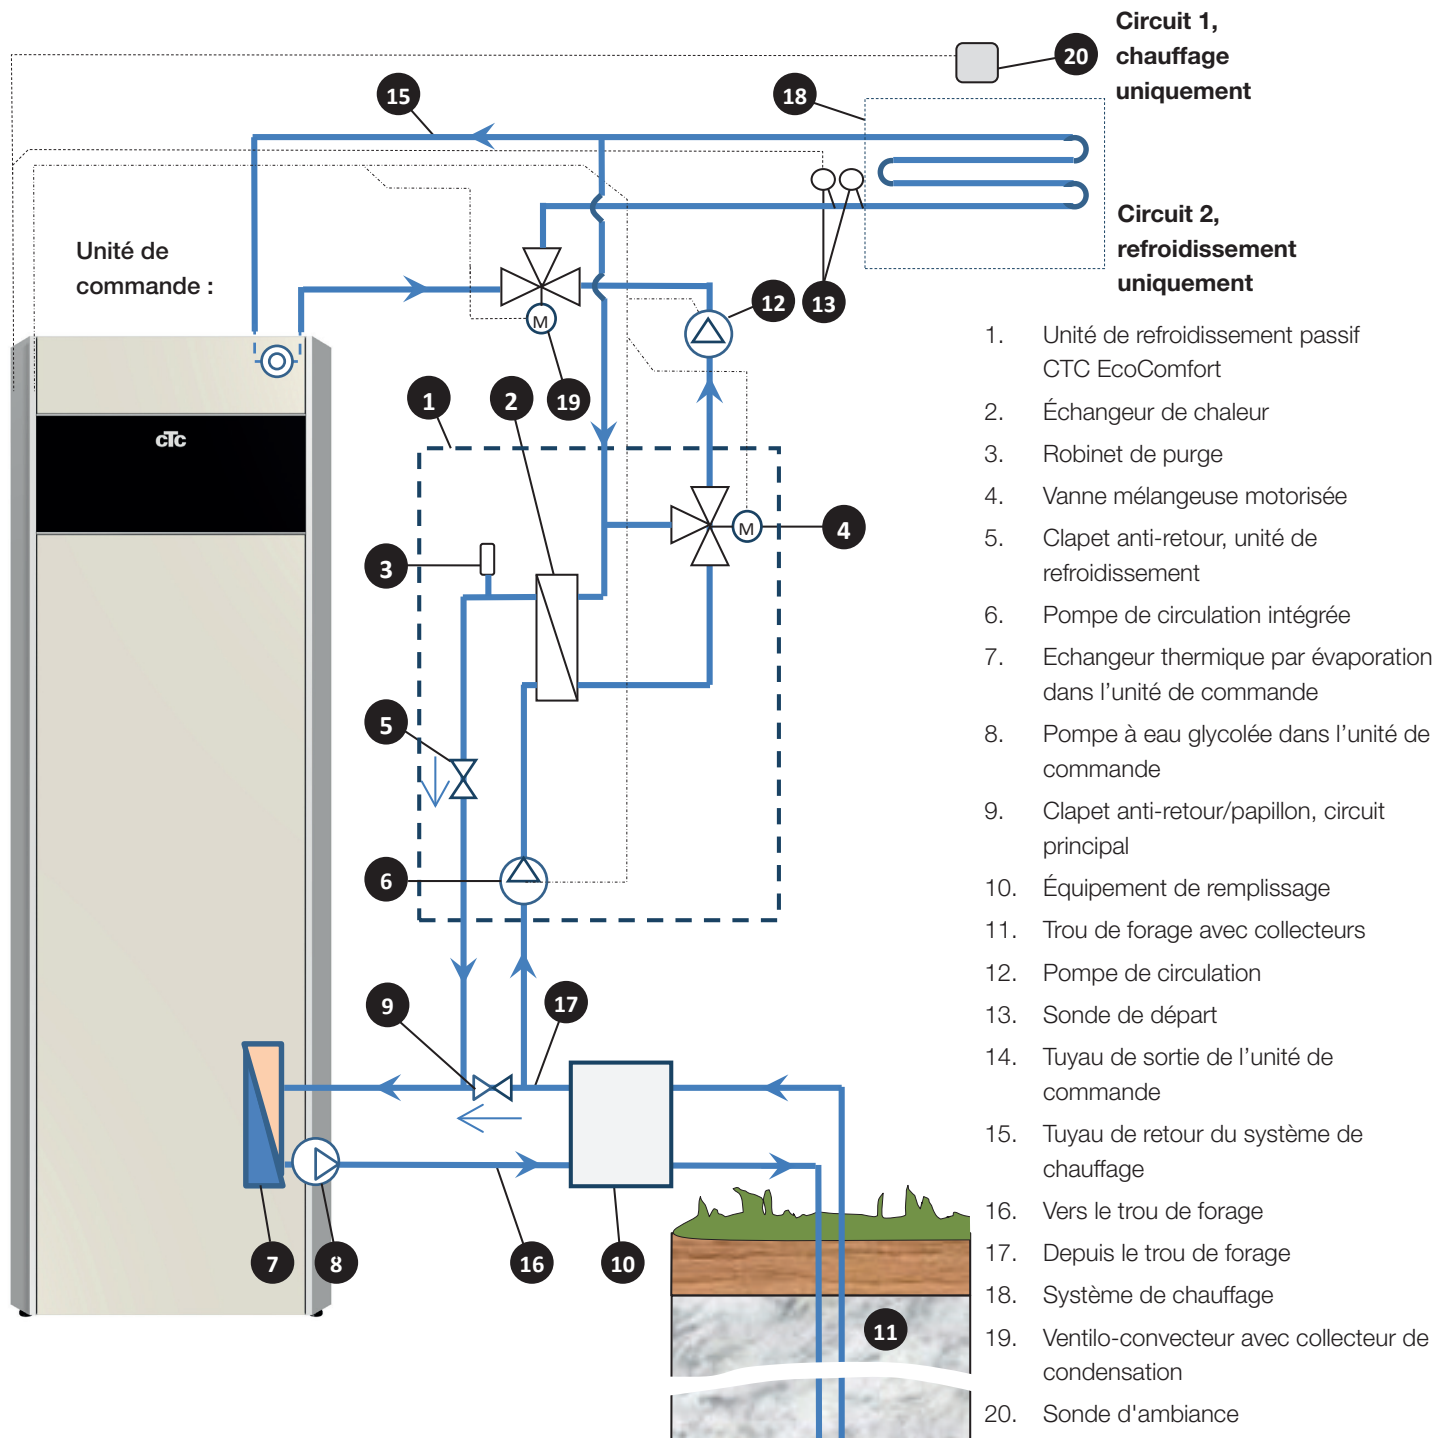 Circuit 1,
chauffage
uniquement
20
15
18
Circuit 2,
refroidissement
uniquement
Unité de
commande :
12
13
M
19
1
2
cTc
M
4
3
5
6
9
17
7
8
16
10
11
1. Unité de refroidissement passif
CTC EcoComfort
2. Échangeur de chaleur
3. Robinet de purge
4. Vanne mélangeuse motorisée
5. Clapet anti-retour, unité de
refroidissement
6. Pompe de circulation intégrée
7. Echangeur thermique par évaporation
dans l'unité de commande
8. Pompe à eau glycolée dans l'unité de
commande
9. Clapet anti-retour/papillon, circuit
principal
10. Équipement de remplissage
11. Trou de forage avec collecteurs
12. Pompe de circulation
13. Sonde de départ
14. Tuyau de sortie de l'unité de
commande
15. Tuyau de retour du système de
chauffage
16. Vers le trou de forage
17. Depuis le trou de forage
18. Système de chauffage
19. Ventilo-convecteur avec collecteur de
condensation
20. Sonde d'ambiance